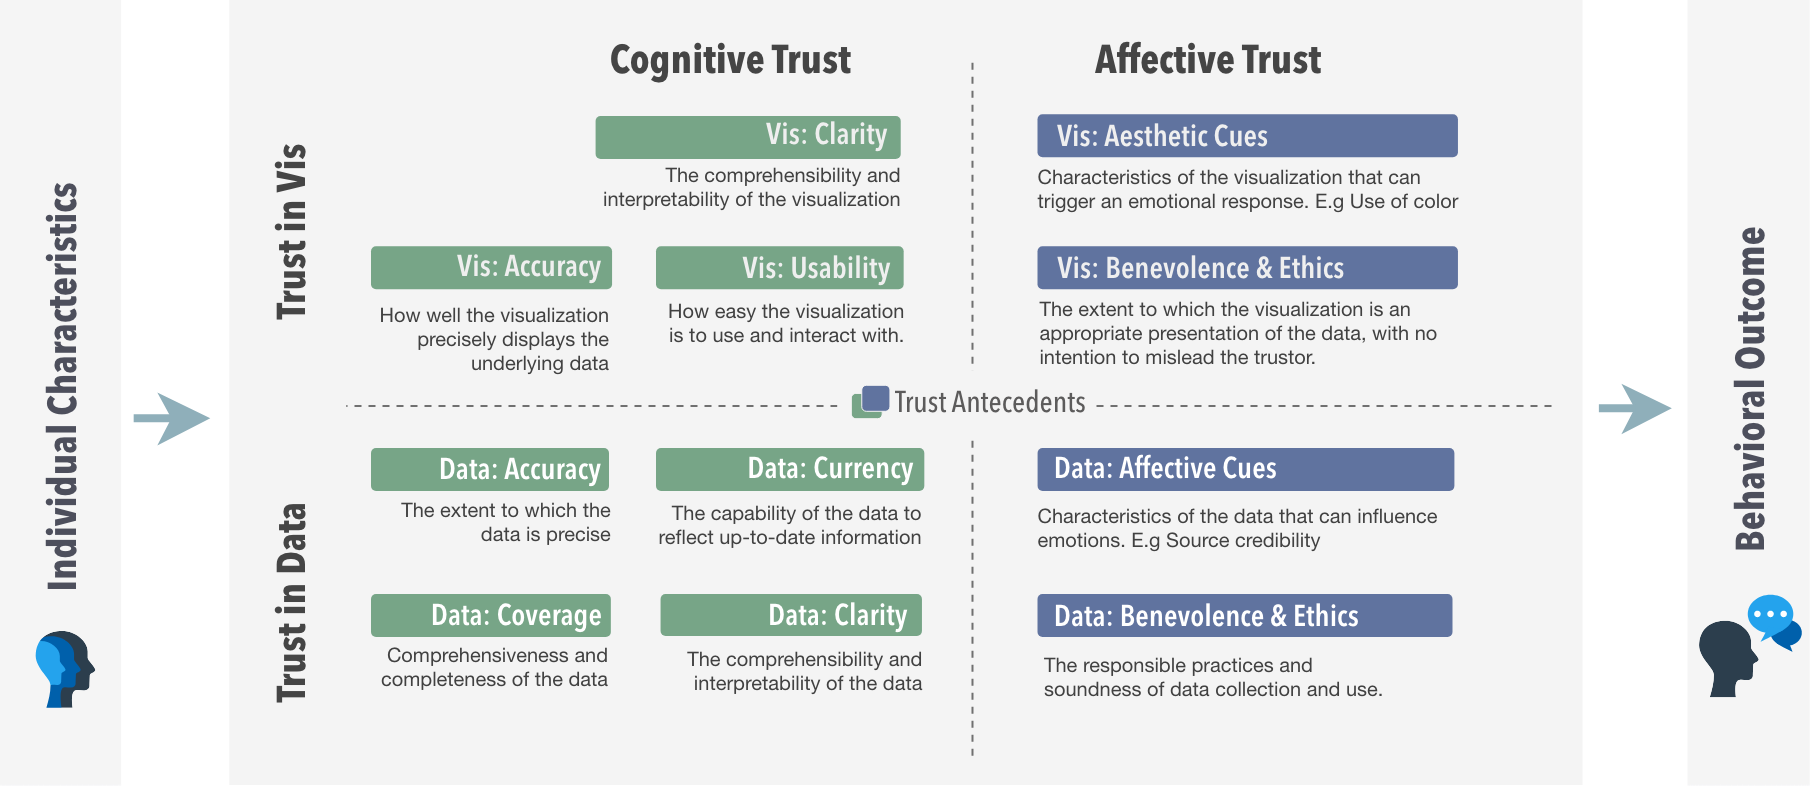 Individual Characteristics
Cognitive Trust
Affective Trust
Trust in Vis
Vis: Clarity
The comprehensibility and
interpretability of the visualization
Vis: Accuracy
How well the visualization
precisely displays the
underlying data
Vis: Usability
How easy the visualization
is to use and interact with.
Vis: Aesthetic Cues
Characteristics of the visualization that can
trigger an emotional response. E.g Use of color
Vis: Benevolence & Ethics
The extent to which the visualization is an
appropriate presentation of the data, with no
intention to mislead the trustor.
Trust Antecedents
Trust in Data
Data: Accuracy
The extent to which the
data is precise
Data: Currency
The capability of the data to
reflect up-to-date information
Data: Coverage
Comprehensiveness and
completeness of the data
Data: Clarity
The comprehensibility and
interpretability of the data
Data: Affective Cues
Characteristics of the data that can influence
emotions. E.g Source credibility
Data: Benevolence & Ethics
The responsible practices and
soundness of data collection and use.
Behavioral Outcome